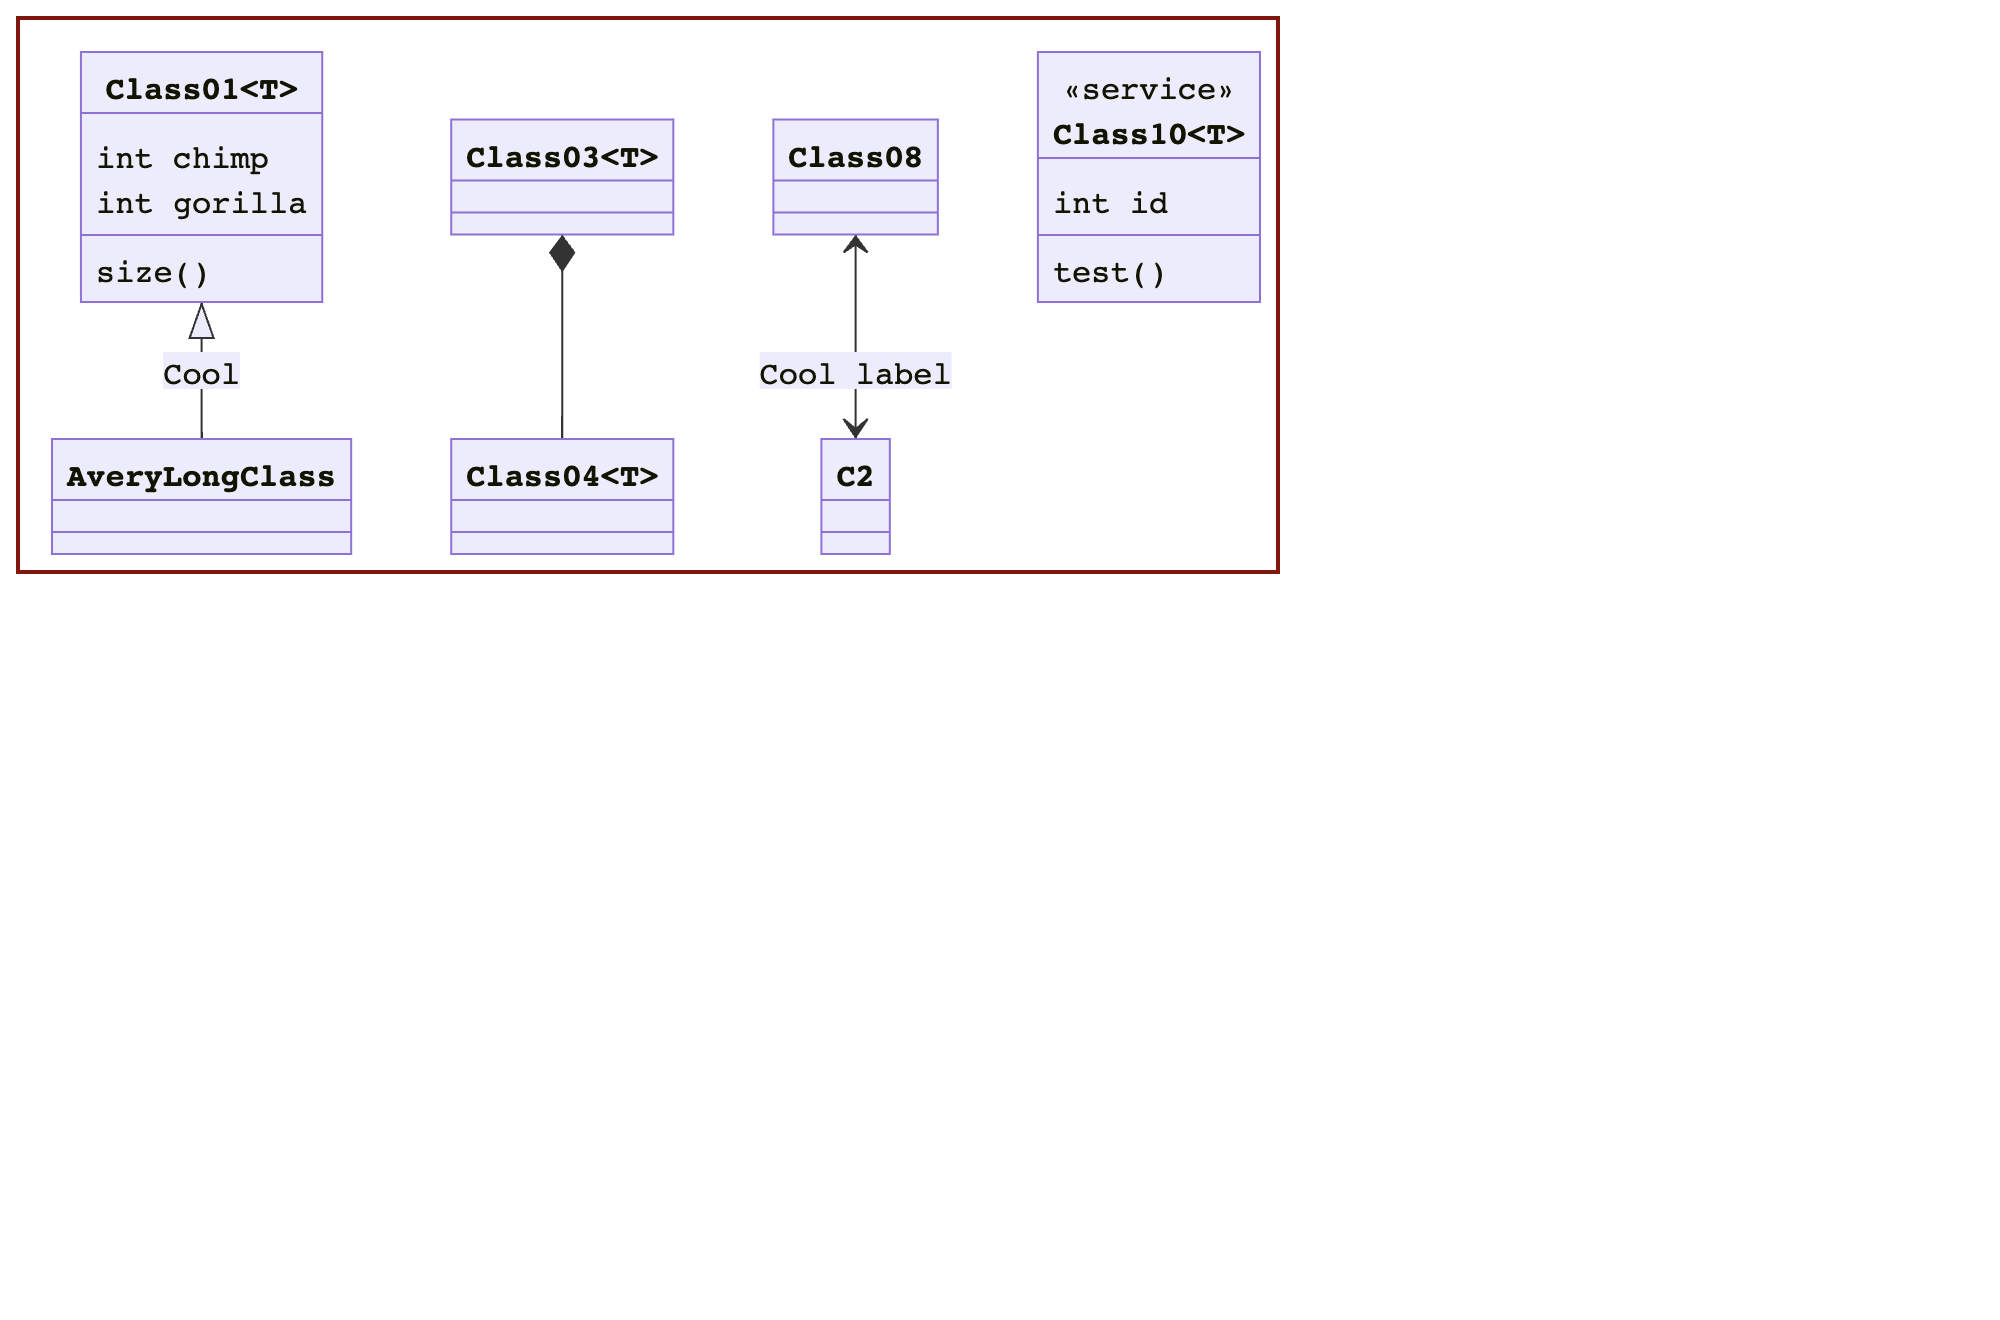 Class01<T>
int chimp
int gorilla
size()
Cool
AveryLongClass
Class03<T>
Class04<T>
Class08
Cool label
C2
«service»
Class10<T>
int id
test()